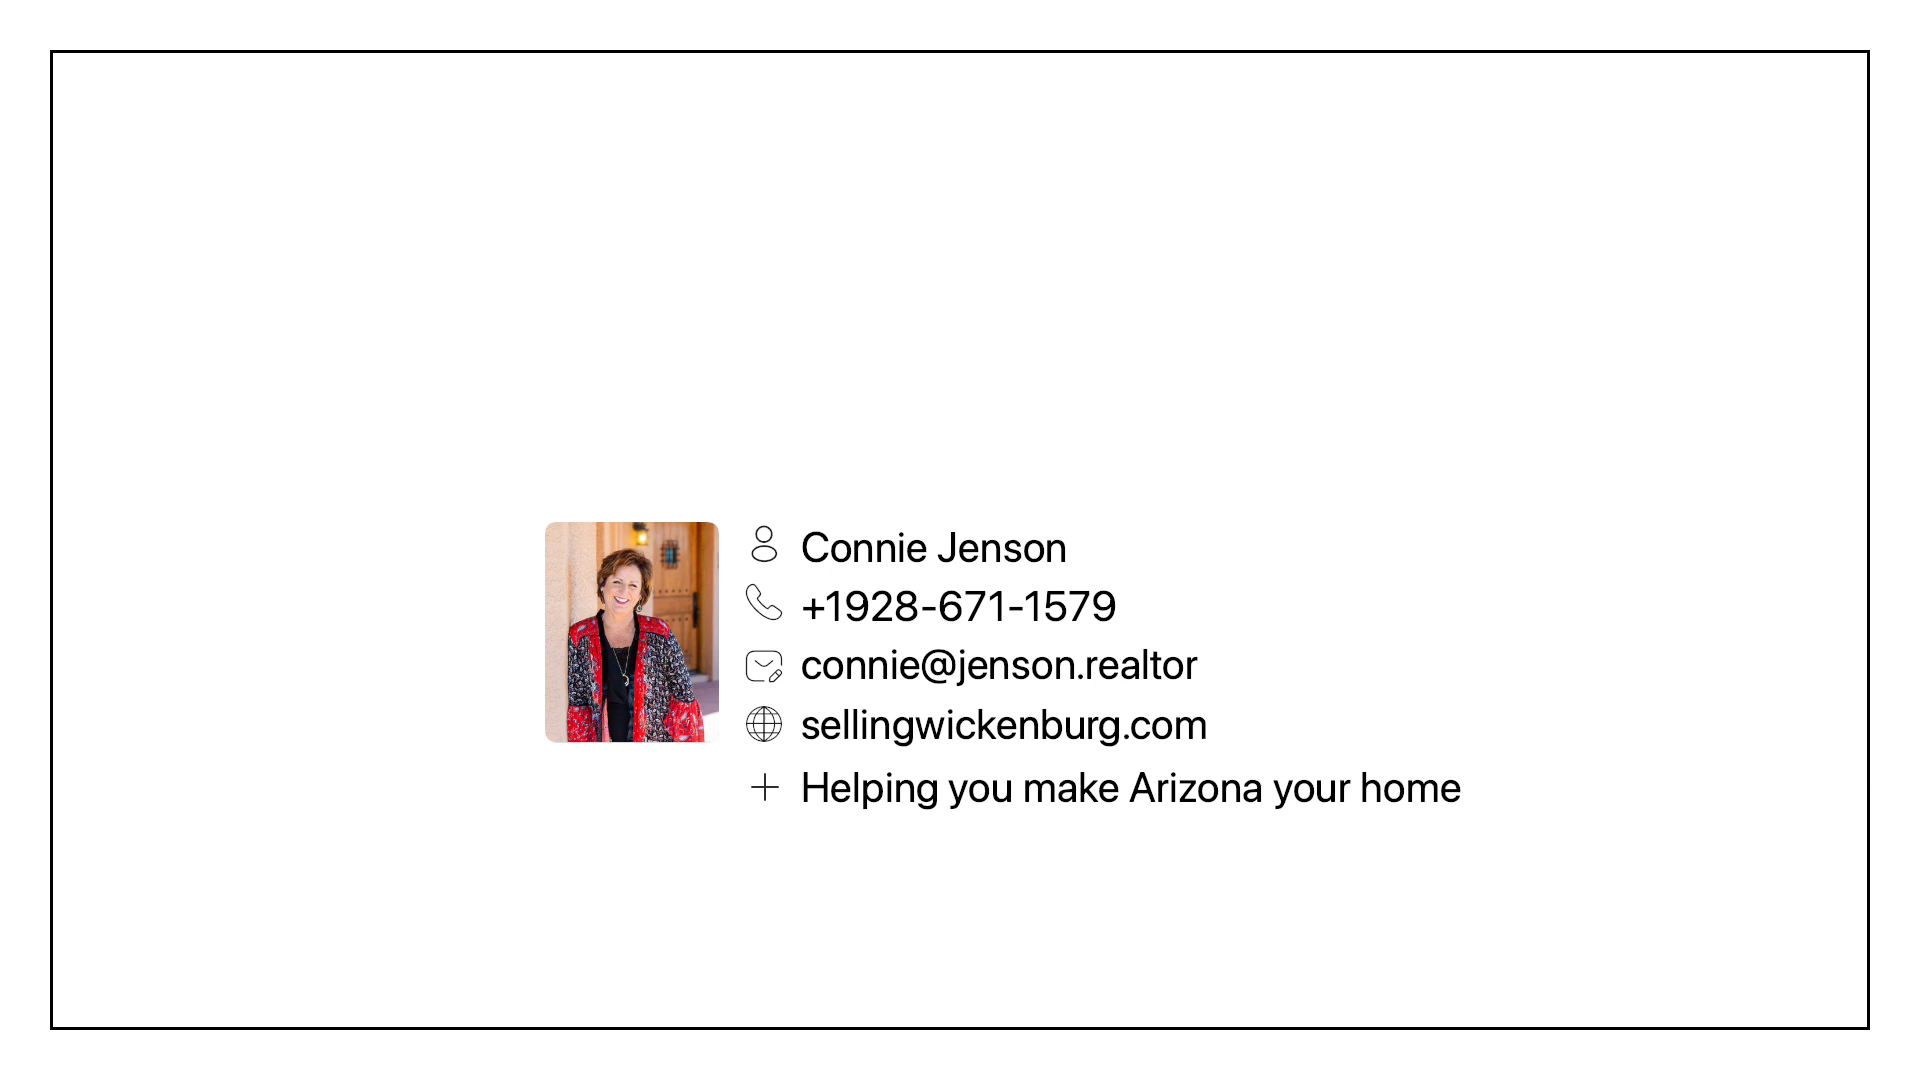 Connie Jenson
+1928-671-1579
connie@jenson.realtor
sellingwickenburg.com
Helping you make Arizona your home